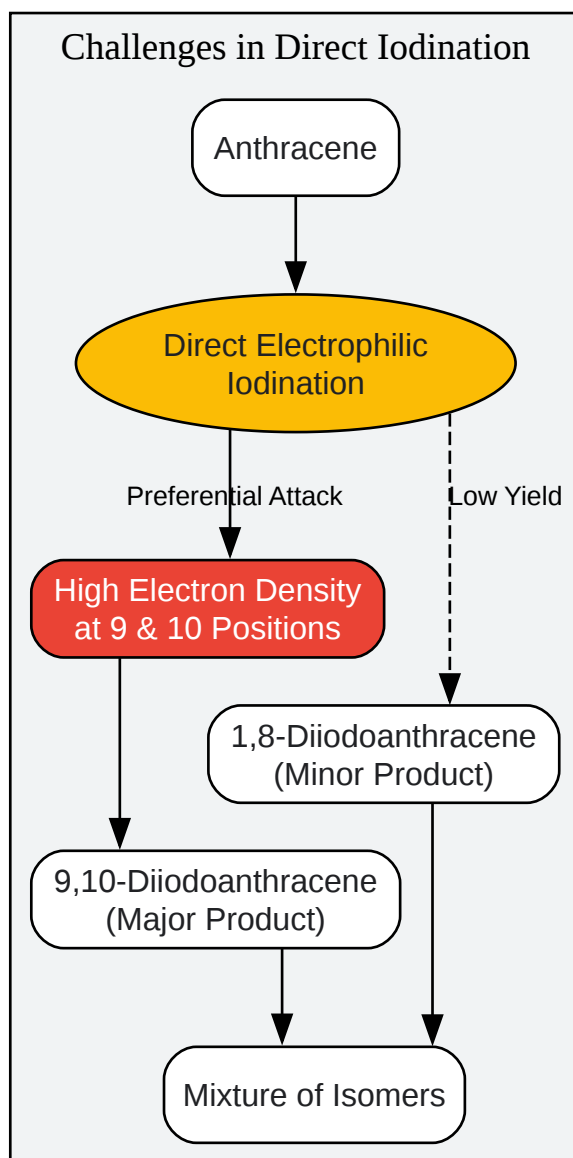 Challenges in Direct Iodination
Anthracene
Direct Electrophilic
Iodination
Preferential Attack
Low Yield
High Electron Density
at 9 & 10 Positions
1,8-Diiodoanthracene
(Minor Product)
9,10-Diiodoanthracene
(Major Product)
Mixture of Isomers